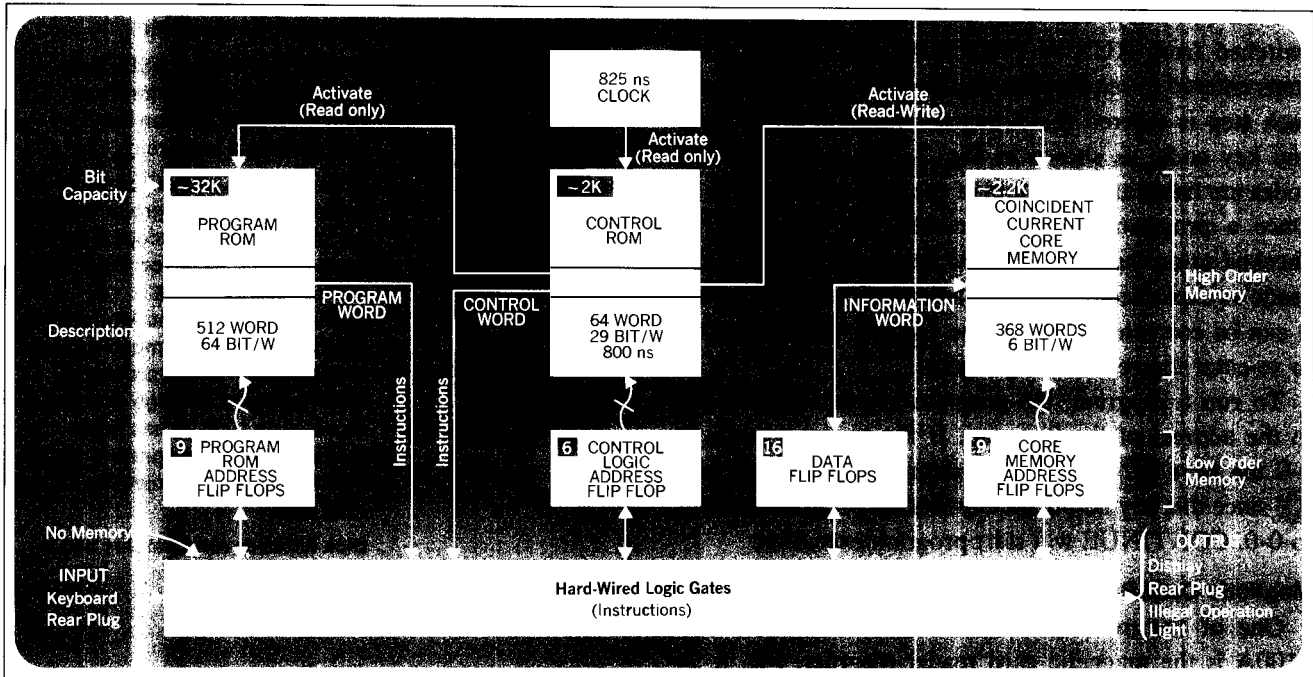 825 ns
CLOCK
Activate
(Read only)
Activate
(Read only)
Activate
(Read-Write)
Bit
Capacity
~32K
PROGRAM
ROM
~2K
CONTROL
ROM
~2.2K
COINCIDENT
CURRENT
CORE
MEMORY
High Order
Memory
PROGRAM
WORD
CONTROL
WORD
INFORMATION
WORD
Description
512 WORD
64 BIT/W
64 WORD
29 BIT/W
800 ns
368 WORDS
6 BIT/W
Instructions
Instructions
9
PROGRAM
ROM
ADDRESS
FLIP FLOPS
6
CONTROL
LOGIC
ADDRESS
FLIP FLOP
16
DATA
FLIP FLOPS
9
CORE
MEMORY
ADDRESS
FLIP FLOPS
Low Order
Memory
No Memory
INPUT
Keyboard
Rear Plug
Hard-Wired Logic Gates
(Instructions)
OUTPUT
Display
Rear Plug
Illegal Operation
Light